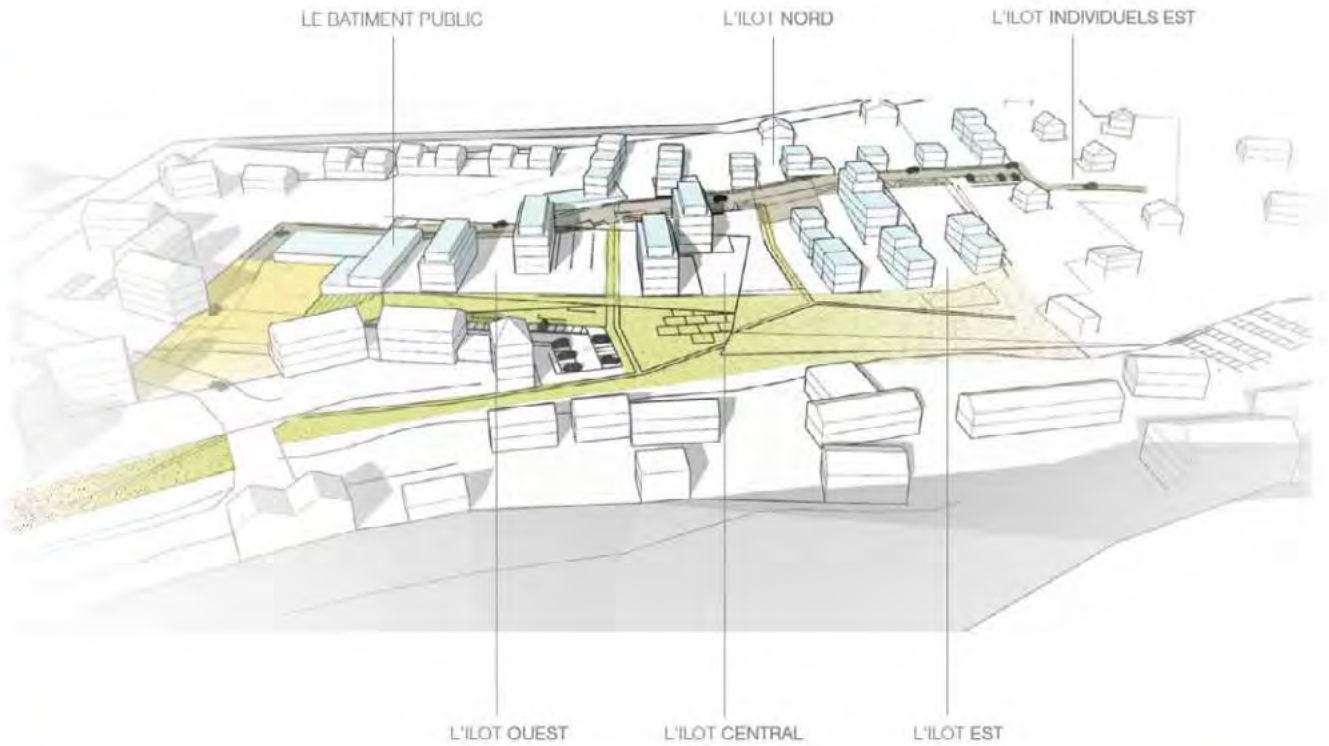 LE BATIMENT PUBLIC
L'ILOT NORD
L'ILOT INDIVIDUELS EST
L'ILOT OUEST
L'ILOT CENTRAL
L'ILOT EST